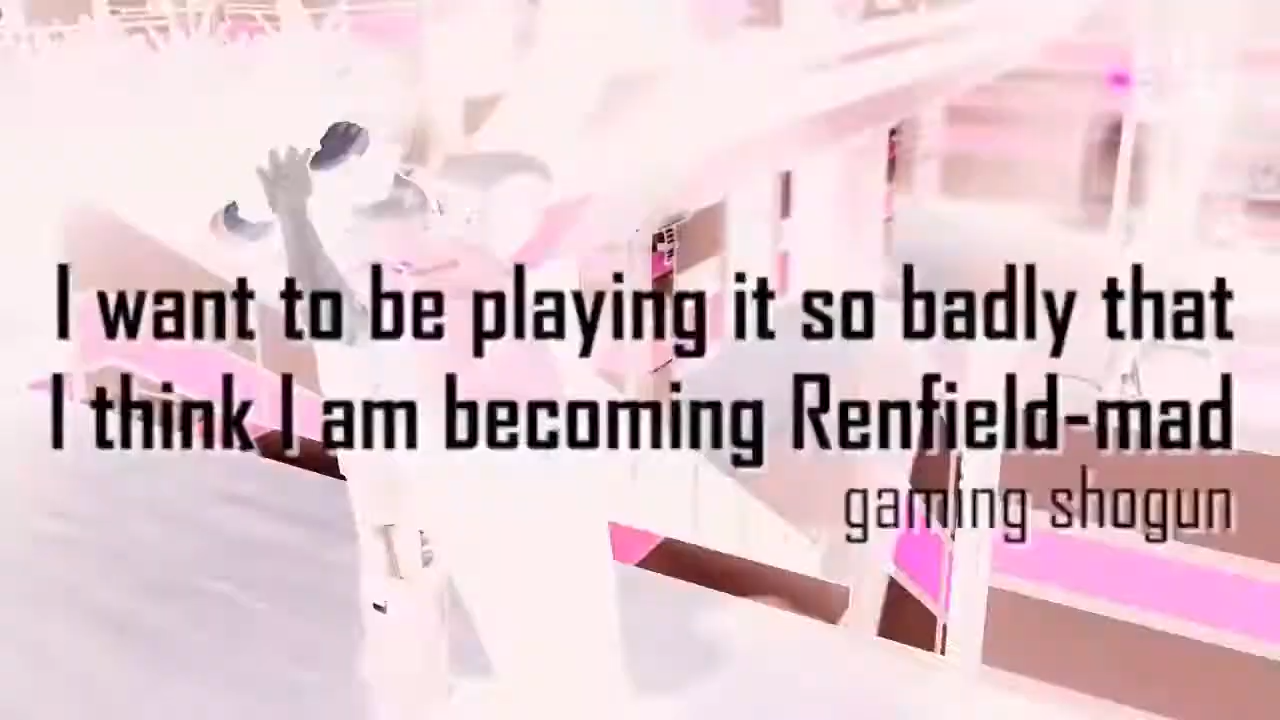 I want to be playing it so badly that
I think I am becoming Renfield-mad
gaming shogun